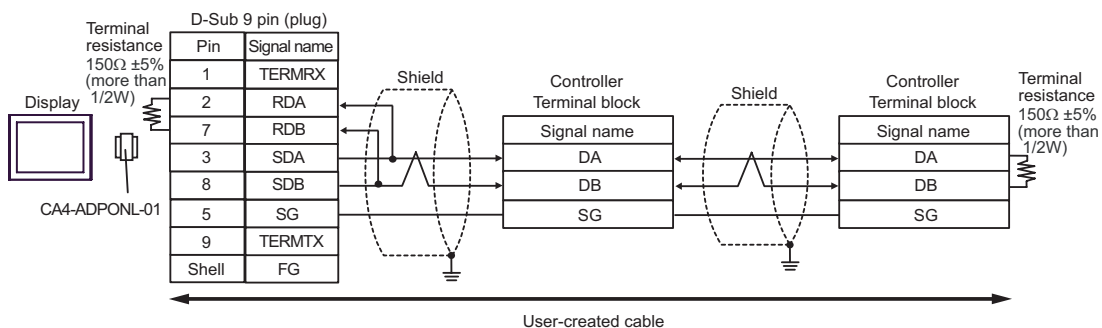 D-Sub 9 pin (plug)
Terminal
resistance
150Ω ±5%
(more than
1/2W)
Display
CA4-ADPONL-01
Pin Signal name
1 TERMRX
2 RDA
7 RDB
3 SDA
8 SDB
5 SG
9 TERMTX
Shell FG
Shield
Controller
Terminal block
Signal name
DA
DB
SG
Shield
Controller
Terminal block
Signal name
DA
DB
SG
Terminal
resistance
150Ω ±5%
(more than
1/2W)
User-created cable